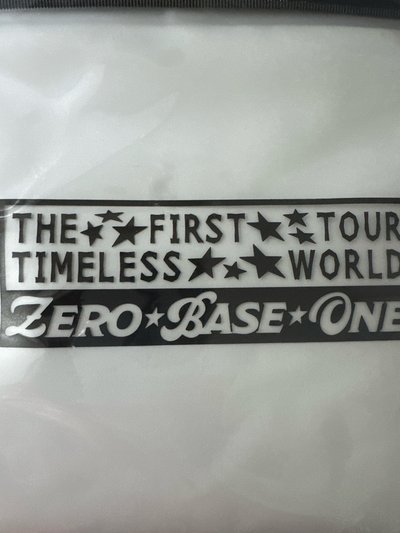 THE★★★FIRST★★★TOUR
TIMELESS★★★WORLD
ZERO★BASE★ONE